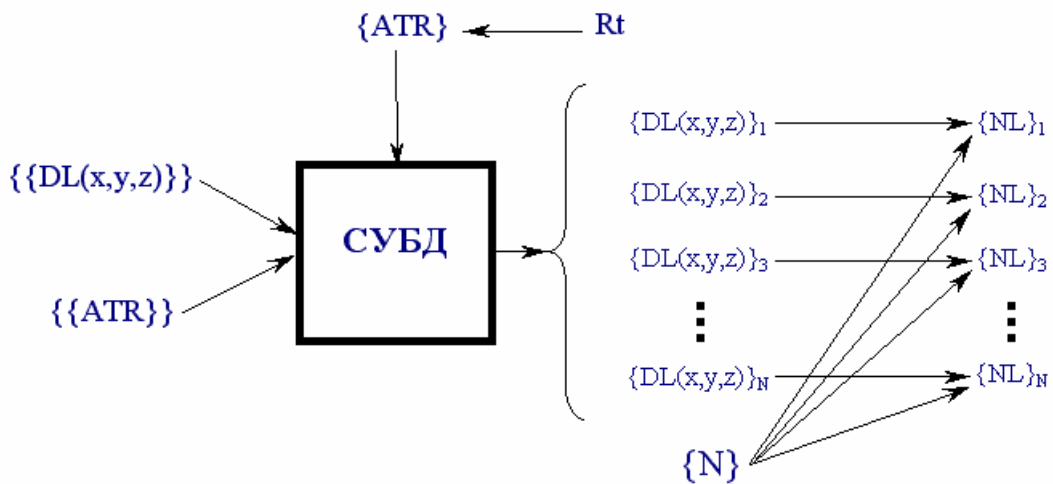 {ATR} Rt
{DL(x,y,z)}₁ {NL}₁
{{DL(x,y,z)}}
{DL(x,y,z)}₂ {NL}₂
СУБД
{DL(x,y,z)}₃ {NL}₃
{{ATR}}
{DL(x,y,z)}N {NL}N
{N}